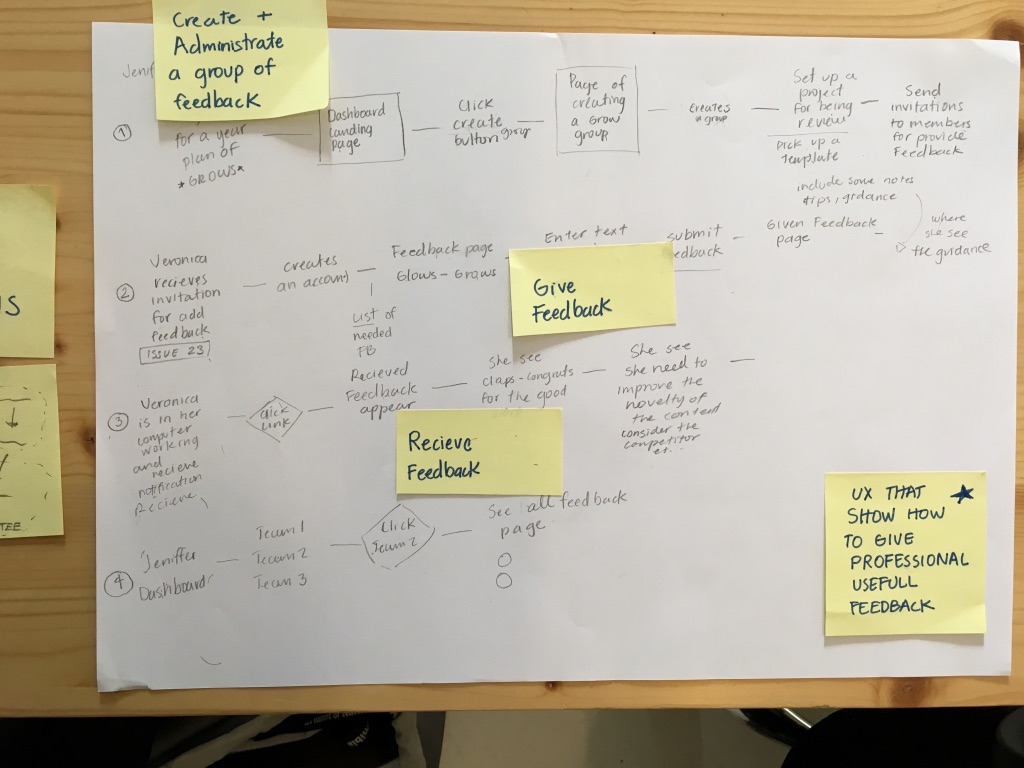 Create +
Administrate
a group of
feedback
Jeniff
①
for a year
plan of
*GROWS*
Dashboard
landing
page
Click
create
button group
Page of
creating
a Grow
group
creates
a group
Set up a
project
for being
review
pick up a
template
Send
invitations
to members
for provide
Feedback
include some notes
tips, guidance
where
she see
the guidance
②
Veronica
recieves
invitation
for add
feedback
ISSUE 23
creates
an account
Feedback page
Glows - Grows
List of
needed
FB
Enter text
Give
Feedback
submit
edback
Given Feedback
page
③
Veronica
is in her
computer
working
and
recieve
notification
Recieve
Click
Link
Recieved
Feedback
appear
She see
claps-congrats
for the good
She see
she need to
improve the
novelty of
the content
consider the
competitor
et..
Recieve
Feedback
④
Jeniffer
Dashboard
Team 1
Team 2
Team 3
Click
Team 2
See all feedback
page
UX THAT ★
SHOW HOW
TO GIVE
PROFESSIONAL
USEFULL
FEEDBACK
IS
TEE